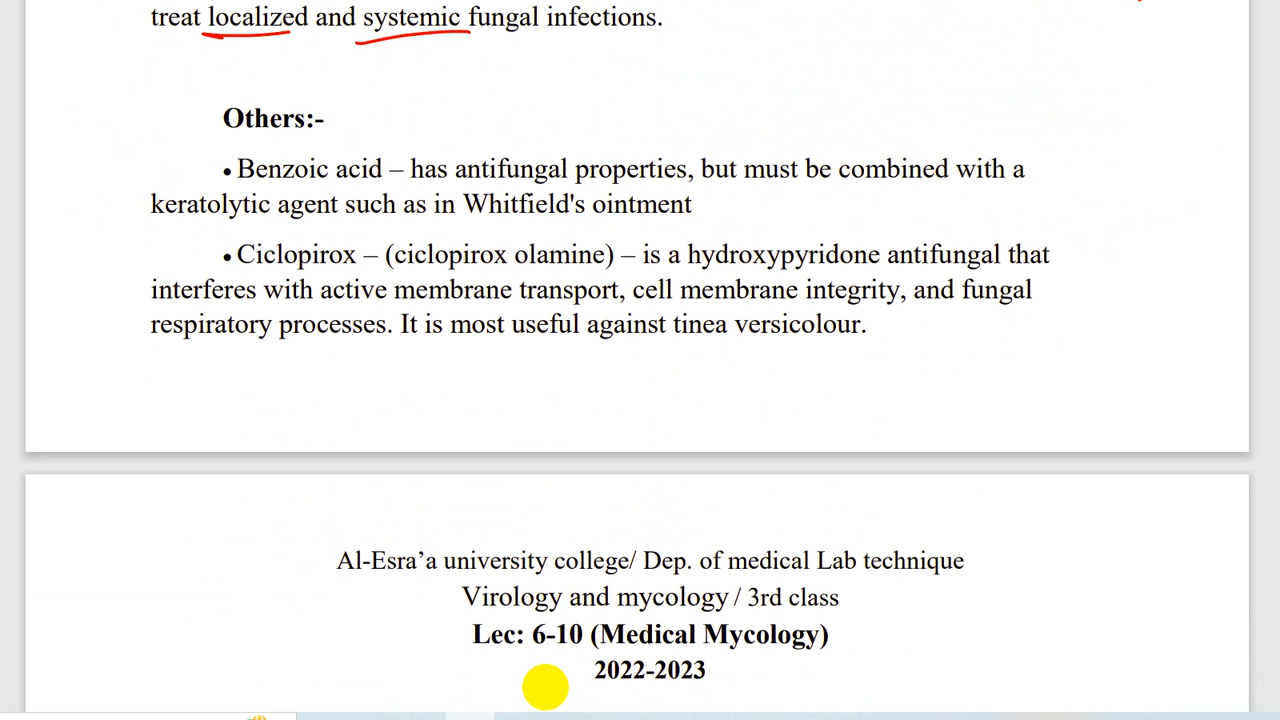 treat localized and systemic fungal infections.
Others:-
• Benzoic acid – has antifungal properties, but must be combined with a
keratolytic agent such as in Whitfield's ointment
• Ciclopirox – (ciclopirox olamine) – is a hydroxypyridone antifungal that
interferes with active membrane transport, cell membrane integrity, and fungal
respiratory processes. It is most useful against tinea versicolour.
Al-Esra’a university college/ Dep. of medical Lab technique
Virology and mycology / 3rd class
Lec: 6-10 (Medical Mycology)
2022-2023